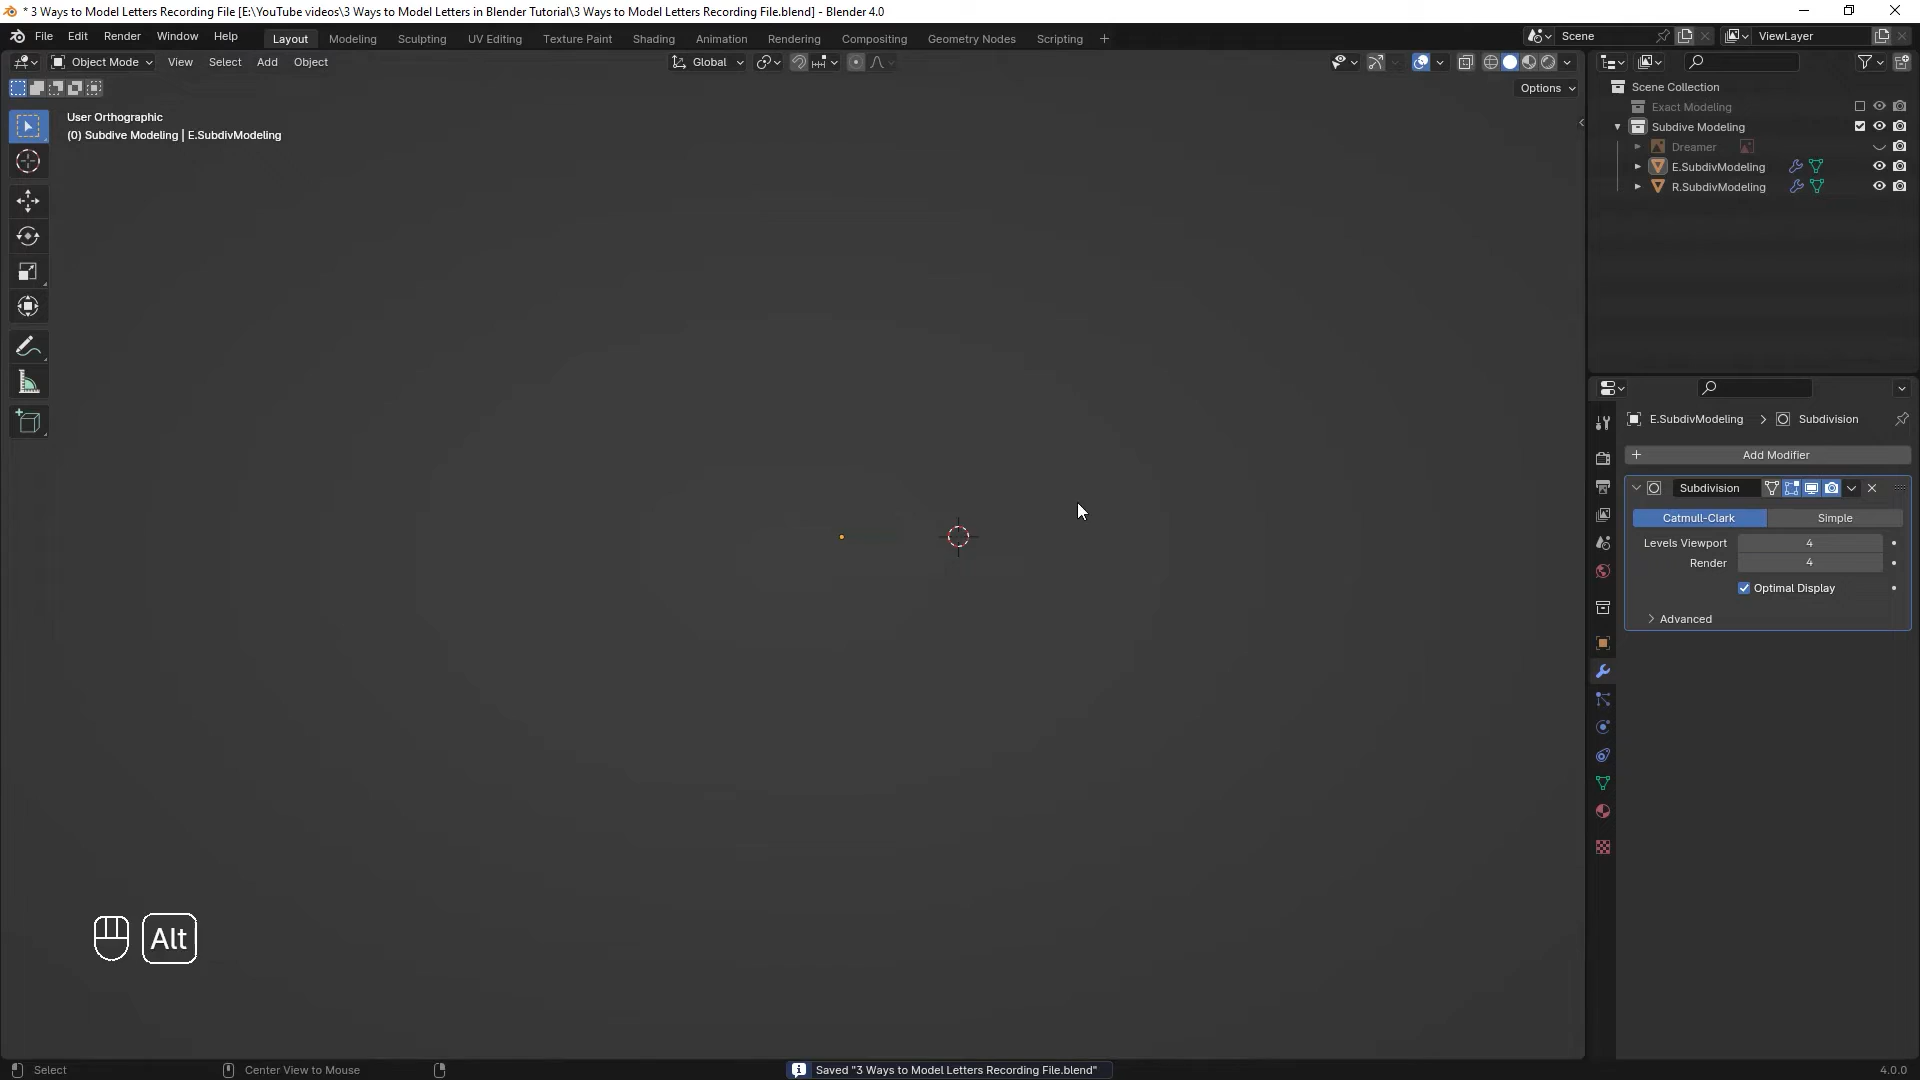 * 3 Ways to Model Letters Recording File [E:\YouTube videos\3 Ways to Model Letters in Blender Tutorial\3 Ways to Model Letters Recording File.blend] - Blender 4.0
File Edit Render Window Help Layout Modeling Sculpting UV Editing Texture Paint Shading Animation Rendering Compositing Geometry Nodes Scripting + Scene ViewLayer
Object Mode View Select Add Object Global
Options
User Orthographic
(0) Subdive Modeling | E.SubdivModeling
Scene Collection
Exact Modeling
Subdive Modeling
Dreamer
E.SubdivModeling
R.SubdivModeling
E.SubdivModeling > Subdivision
+ Add Modifier
Subdivision
Catmull-Clark Simple
Levels Viewport 4
Render 4
Optimal Display
Advanced
Alt
Select Center View to Mouse Saved "3 Ways to Model Letters Recording File.blend" 4.0.0